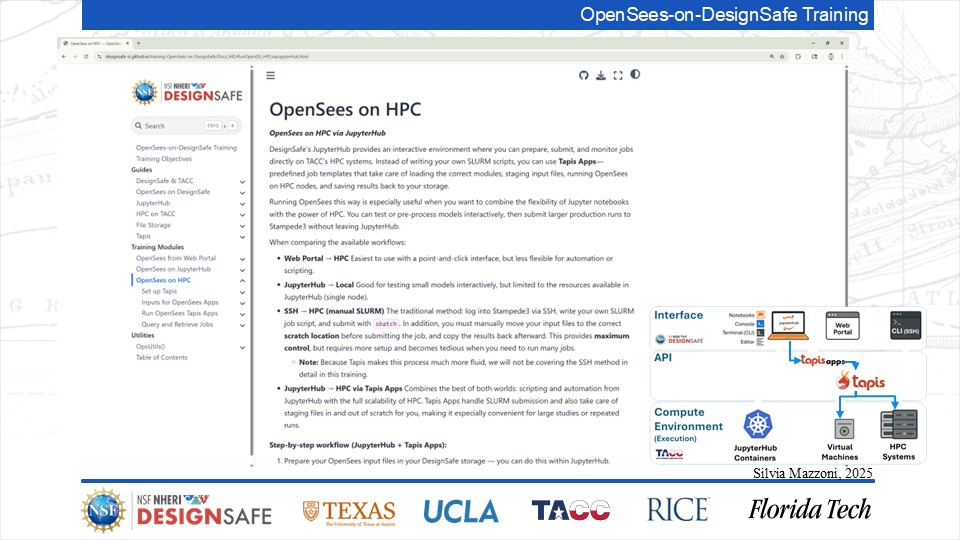 OpenSees-on-DesignSafe Training
OpenSees on HPC — OpenSees-
designsafe-ci.github.io/training-OpenSees-on-DesignSafe/Docs_MD/RunOpenOS_HPCviaJupyterHub.html
NSF NHERI
DESIGNSAFE
Search
Ctrl + K
OpenSees-on-DesignSafe Training
Training Objectives
Guides
DesignSafe & TACC
OpenSees on DesignSafe
JupyterHub
HPC on TACC
File Storage
Tapis
Training Modules
OpenSees from Web Portal
OpenSees on JupyterHub
OpenSees on HPC
Set up Tapis
Inputs for OpenSees Apps
Run OpenSees Tapis Apps
Query and Retrieve Jobs
Utilities
OpsUtils()
Table of Contents
OpenSees on HPC
OpenSees on HPC via JupyterHub
DesignSafe's JupyterHub provides an interactive environment where you can prepare, submit, and monitor jobs
directly on TACC's HPC systems. Instead of writing your own SLURM scripts, you can use Tapis Apps—
predefined job templates that take care of loading the correct modules, staging input files, running OpenSees
on HPC nodes, and saving results back to your storage.
Running OpenSees this way is especially useful when you want to combine the flexibility of Jupyter notebooks
with the power of HPC. You can test or pre-process models interactively, then submit larger production runs to
Stampede3 without leaving JupyterHub.
When comparing the available workflows:
• Web Portal → HPC Easiest to use with a point-and-click interface, but less flexible for automation or
scripting.
• JupyterHub → Local Good for testing small models interactively, but limited to the resources available in
JupyterHub (single node).
• SSH → HPC (manual SLURM) The traditional method: log into Stampede3 via SSH, write your own SLURM
job script, and submit with sbatch. In addition, you must manually move your input files to the correct
scratch location before submitting the job, and copy the results back afterward. This provides maximum
control, but requires more setup and becomes tedious when you need to run many jobs.
Note: Because Tapis makes this process much more fluid, we will not be covering the SSH method in
detail in this training.
• JupyterHub → HPC via Tapis Apps Combines the best of both worlds: scripting and automation from
JupyterHub with the full scalability of HPC. Tapis Apps handle SLURM submission and also take care of
staging files in and out of scratch for you, making it especially convenient for large studies or repeated
runs.
Step-by-step workflow (JupyterHub + Tapis Apps):
1. Prepare your OpenSees input files in your DesignSafe storage — you can do this within JupyterHub.
Interface
DESIGNSAFE
Notebooks
Console
Terminal (CLI)
Editor
jupyterhub
Web
Portal
CLI (SSH)
API
tapis apps
tapis
Compute
Environment
(Execution)
TACC
JupyterHub
Containers
Virtual
Machines
HPC
Systems
Silvia Mazzoni, 2025
NSF
NSF NHERI
DESIGNSAFE
TEXAS
The University of Texas at Austin
UCLA
TACC
RICE
Florida Tech